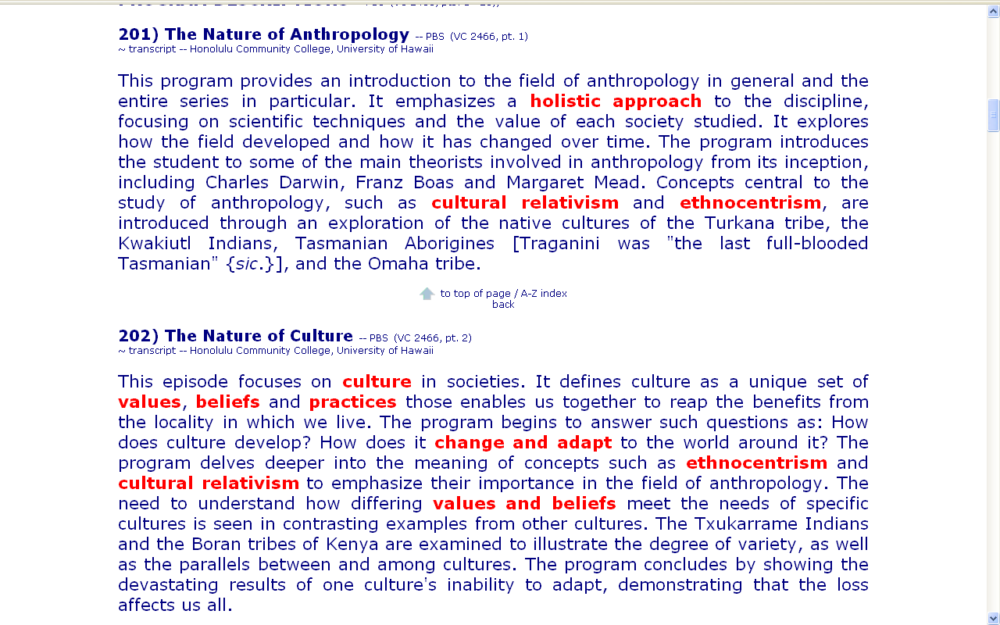 201) The Nature of Anthropology -- PBS (VC 2466, pt. 1)
~ transcript -- Honolulu Community College, University of Hawaii
This program provides an introduction to the field of anthropology in general and the
entire series in particular. It emphasizes a holistic approach to the discipline,
focusing on scientific techniques and the value of each society studied. It explores
how the field developed and how it has changed over time. The program introduces
the student to some of the main theorists involved in anthropology from its inception,
including Charles Darwin, Franz Boas and Margaret Mead. Concepts central to the
study of anthropology, such as cultural relativism and ethnocentrism, are
introduced through an exploration of the native cultures of the Turkana tribe, the
Kwakiutl Indians, Tasmanian Aborigines [Traganini was "the last full-blooded
Tasmanian" {sic.}], and the Omaha tribe.
to top of page / A-Z index
back
202) The Nature of Culture -- PBS (VC 2466, pt. 2)
~ transcript -- Honolulu Community College, University of Hawaii
This episode focuses on culture in societies. It defines culture as a unique set of
values, beliefs and practices those enables us together to reap the benefits from
the locality in which we live. The program begins to answer such questions as: How
does culture develop? How does it change and adapt to the world around it? The
program delves deeper into the meaning of concepts such as ethnocentrism and
cultural relativism to emphasize their importance in the field of anthropology. The
need to understand how differing values and beliefs meet the needs of specific
cultures is seen in contrasting examples from other cultures. The Txukarrame Indians
and the Boran tribes of Kenya are examined to illustrate the degree of variety, as well
as the parallels between and among cultures. The program concludes by showing the
devastating results of one culture's inability to adapt, demonstrating that the loss
affects us all.